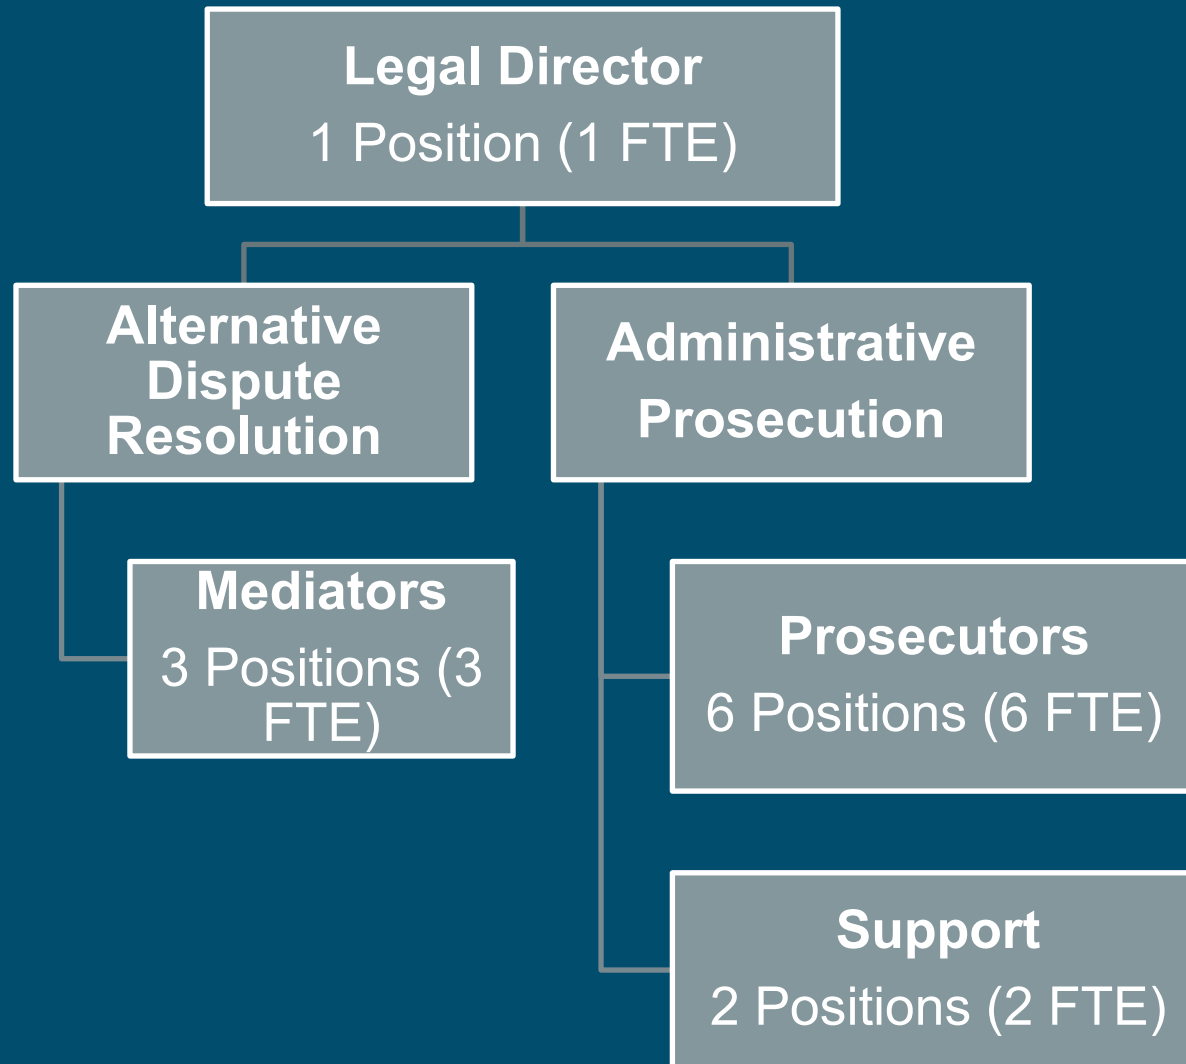 Legal Director
1 Position (1 FTE)
Alternative
Dispute
Resolution
Administrative
Prosecution
Mediators
3 Positions (3
FTE)
Prosecutors
6 Positions (6 FTE)
Support
2 Positions (2 FTE)